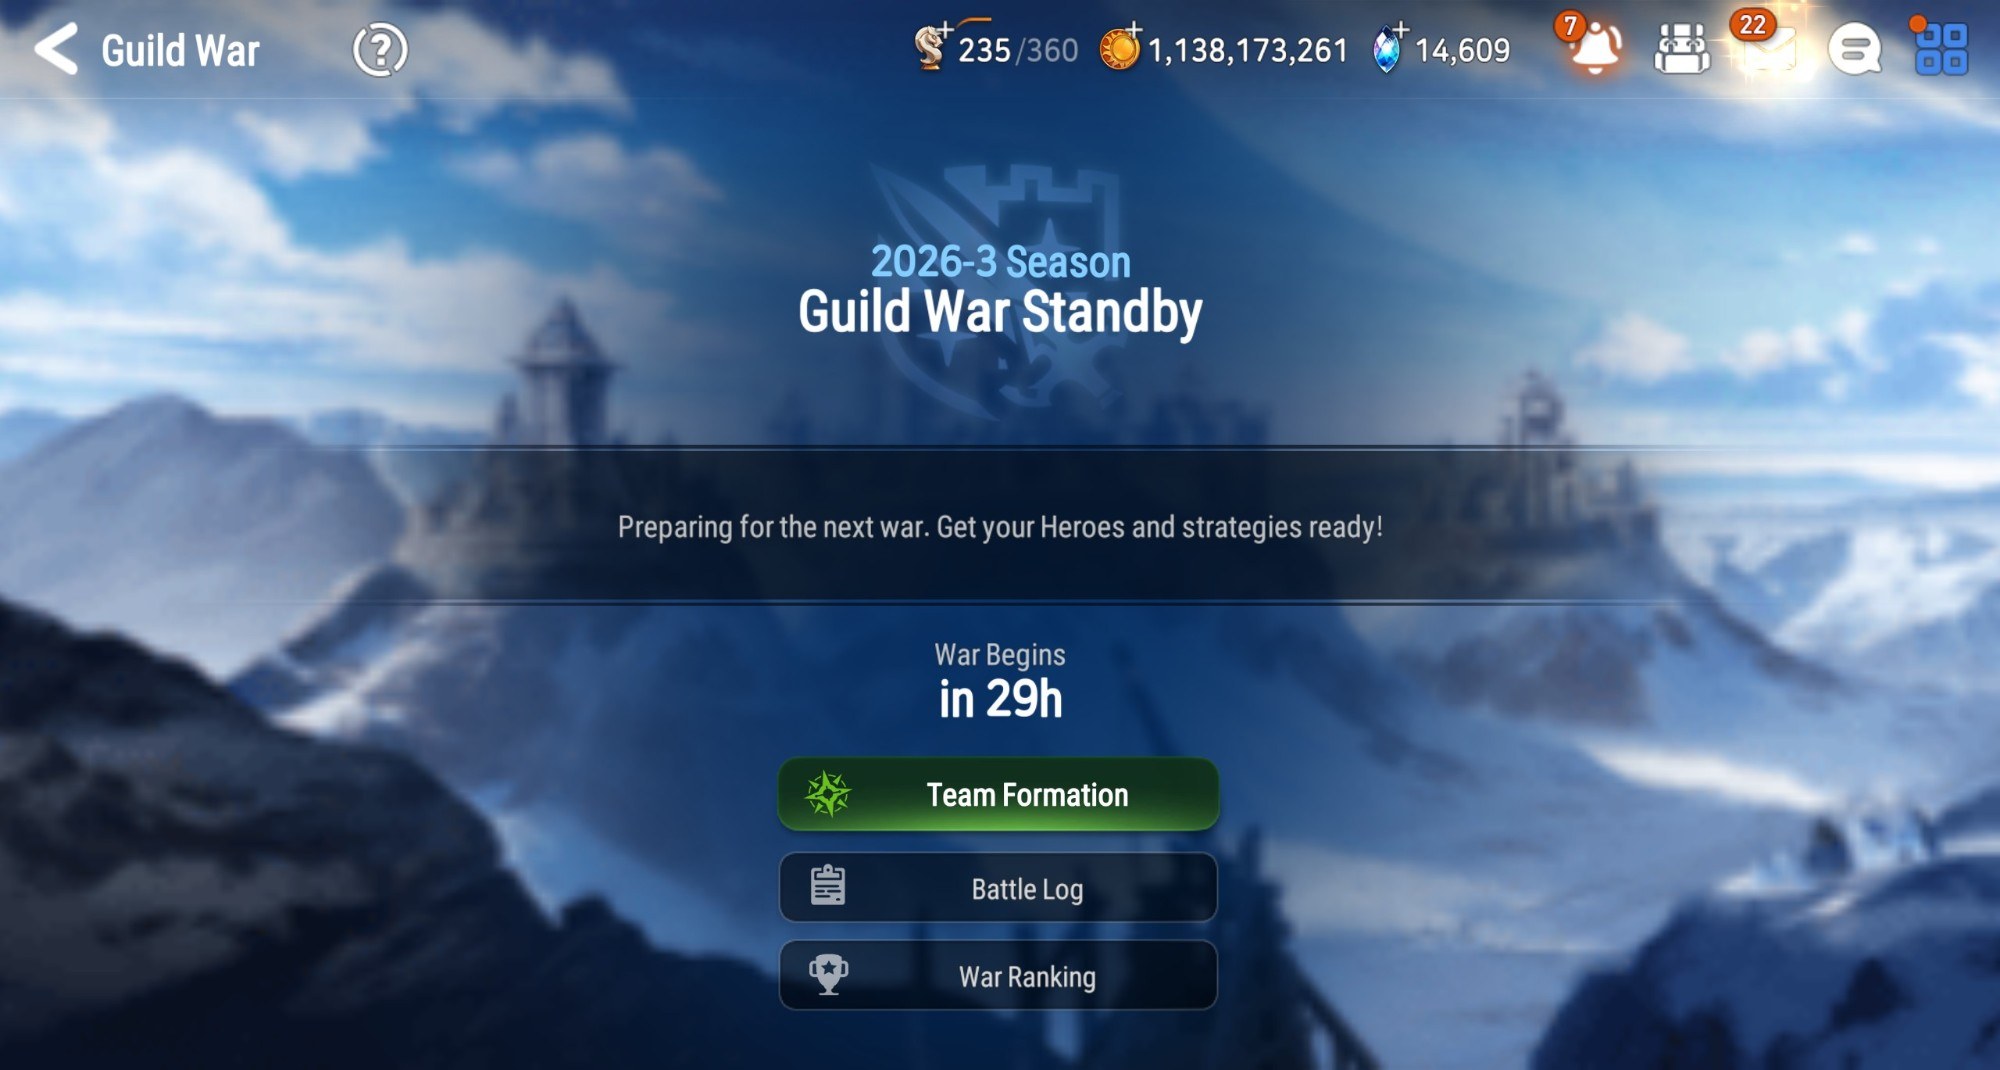 Guild War
?
235/360
1,138,173,261
14,609
7
22
2026-3 Season
Guild War Standby
Preparing for the next war. Get your Heroes and strategies ready!
War Begins
in 29h
Team Formation
Battle Log
War Ranking